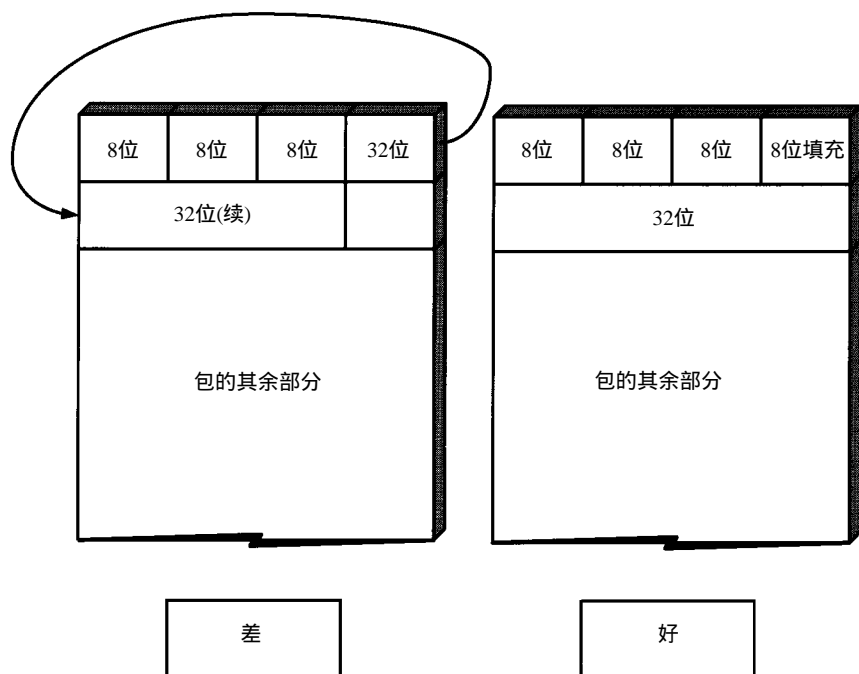 8位 8位 8位 32位
32位(续)
包的其余部分
差
8位 8位 8位 8位填充
32位
包的其余部分
好